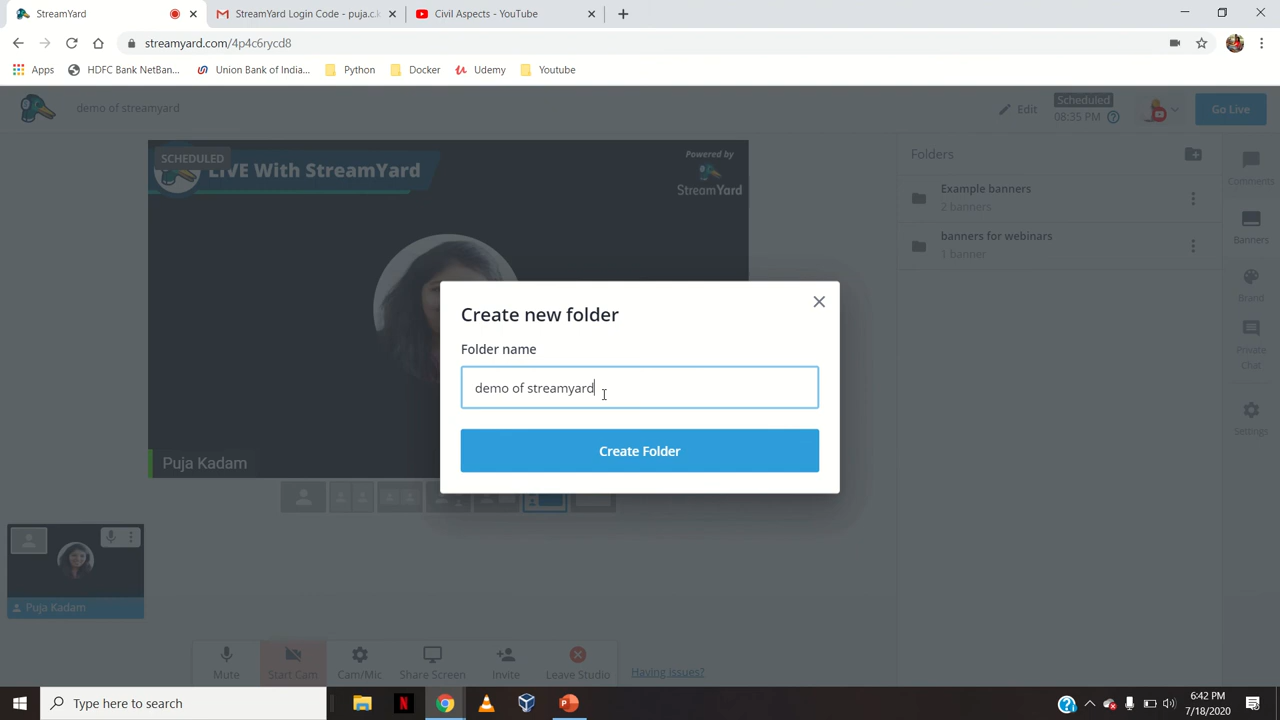 StreamYard
StreamYard Login Code - puja.c.k
Civil Aspects - YouTube
streamyard.com/4p4c6rycd8
Apps
HDFC Bank NetBan...
Union Bank of India...
Python
Docker
Udemy
Youtube
demo of streamyard
Edit
Scheduled
08:35 PM
Go Live
SCHEDULED
LIVE With StreamYard
Powered by
StreamYard
Folders
Example banners
2 banners
banners for webinars
1 banner
Comments
Banners
Brand
Private
Chat
Settings
Create new folder
Folder name
demo of streamyard
Create Folder
Puja Kadam
Puja Kadam
Mute
Start Cam
Cam/Mic
Share Screen
Invite
Leave Studio
Having issues?
Type here to search
6:42 PM
7/18/2020